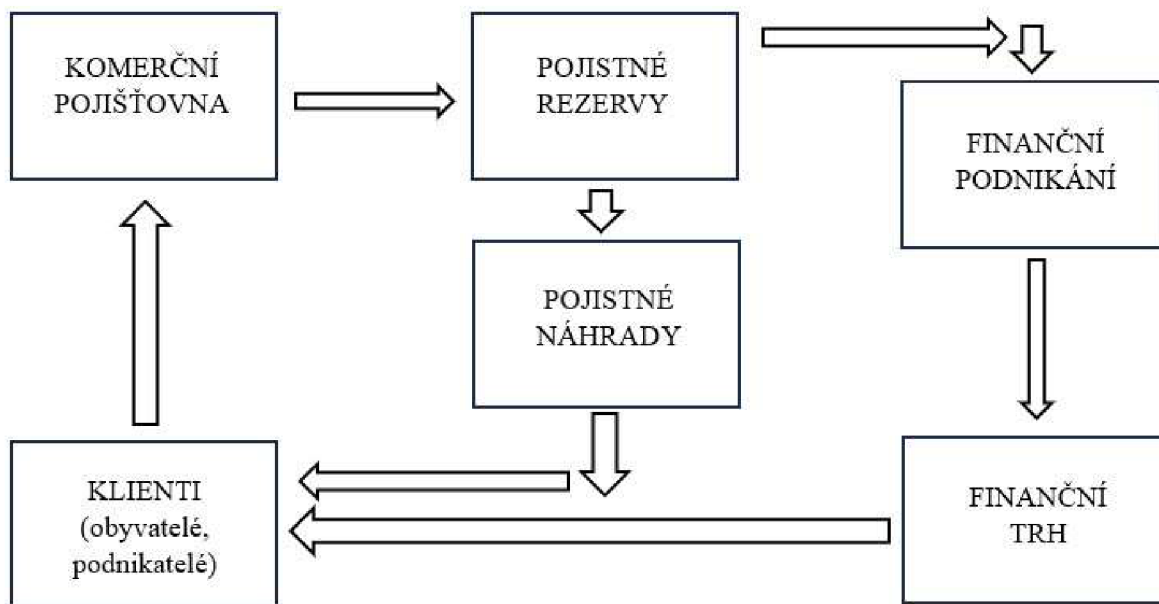 KOMERČNÍ
POJIŠŤOVNA
POJISTNÉ
REZERVY
FINANČNÍ
PODNIKÁNÍ
POJISTNÉ
NÁHRADY
KLIENTI
(obyvatelé,
podnikatelé)
FINANČNÍ
TRH